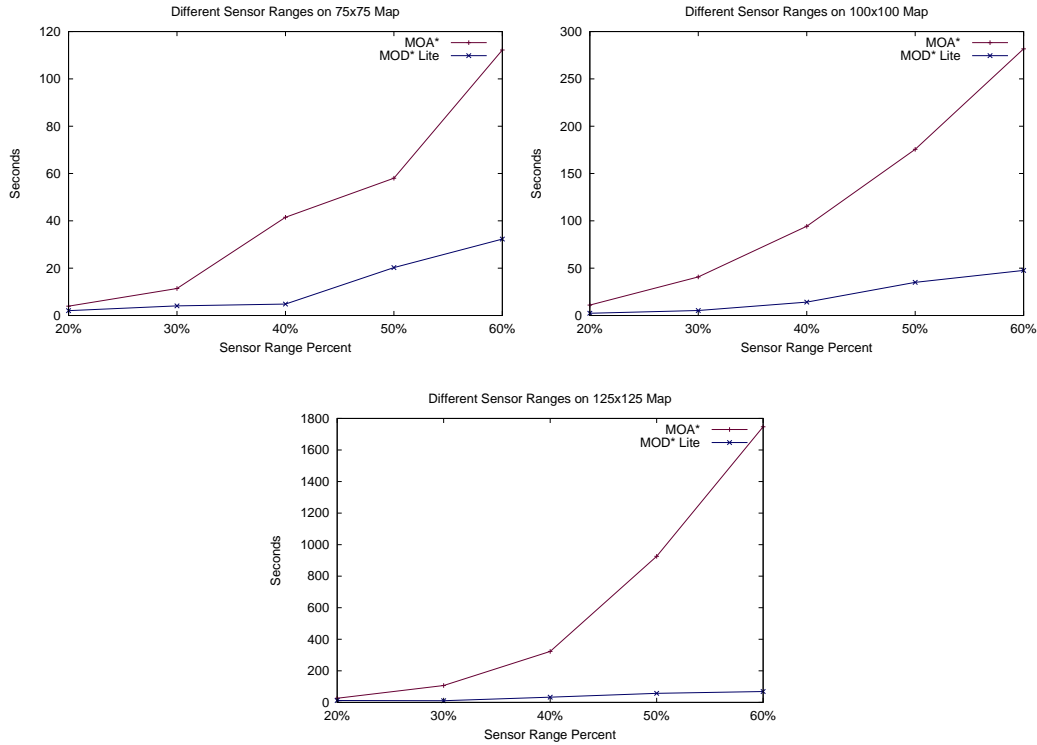 Different Sensor Ranges on 75x75 Map
MOA*
MOD* Lite
120
100
80
60
40
20
0
Seconds
20%
30%
40%
50%
60%
Sensor Range Percent
Different Sensor Ranges on 100x100 Map
MOA*
MOD* Lite
300
250
200
150
100
50
0
Seconds
20%
30%
40%
50%
60%
Sensor Range Percent
Different Sensor Ranges on 125x125 Map
MOA*
MOD* Lite
1800
1600
1400
1200
1000
800
600
400
200
0
Seconds
20%
30%
40%
50%
60%
Sensor Range Percent